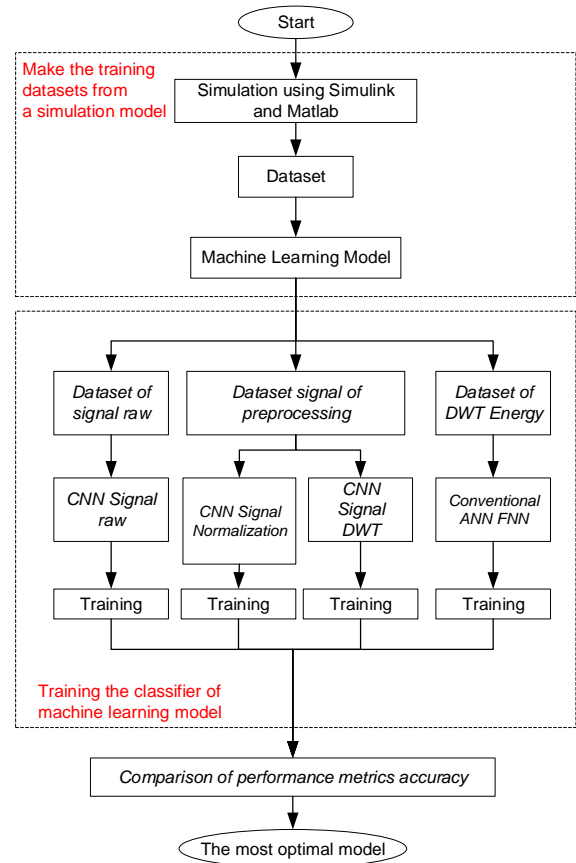 Start
Make the training
datasets from
a simulation model
Simulation using Simulink
and Matlab
Dataset
Machine Learning Model
Dataset of
signal raw
Dataset signal of
preprocessing
Dataset of
DWT Energy
CNN Signal
raw
CNN Signal
Normalization
CNN
Signal
DWT
Conventional
ANN FNN
Training
Training
Training
Training
Training the classifier of
machine learning model
Comparison of performance metrics accuracy
The most optimal model